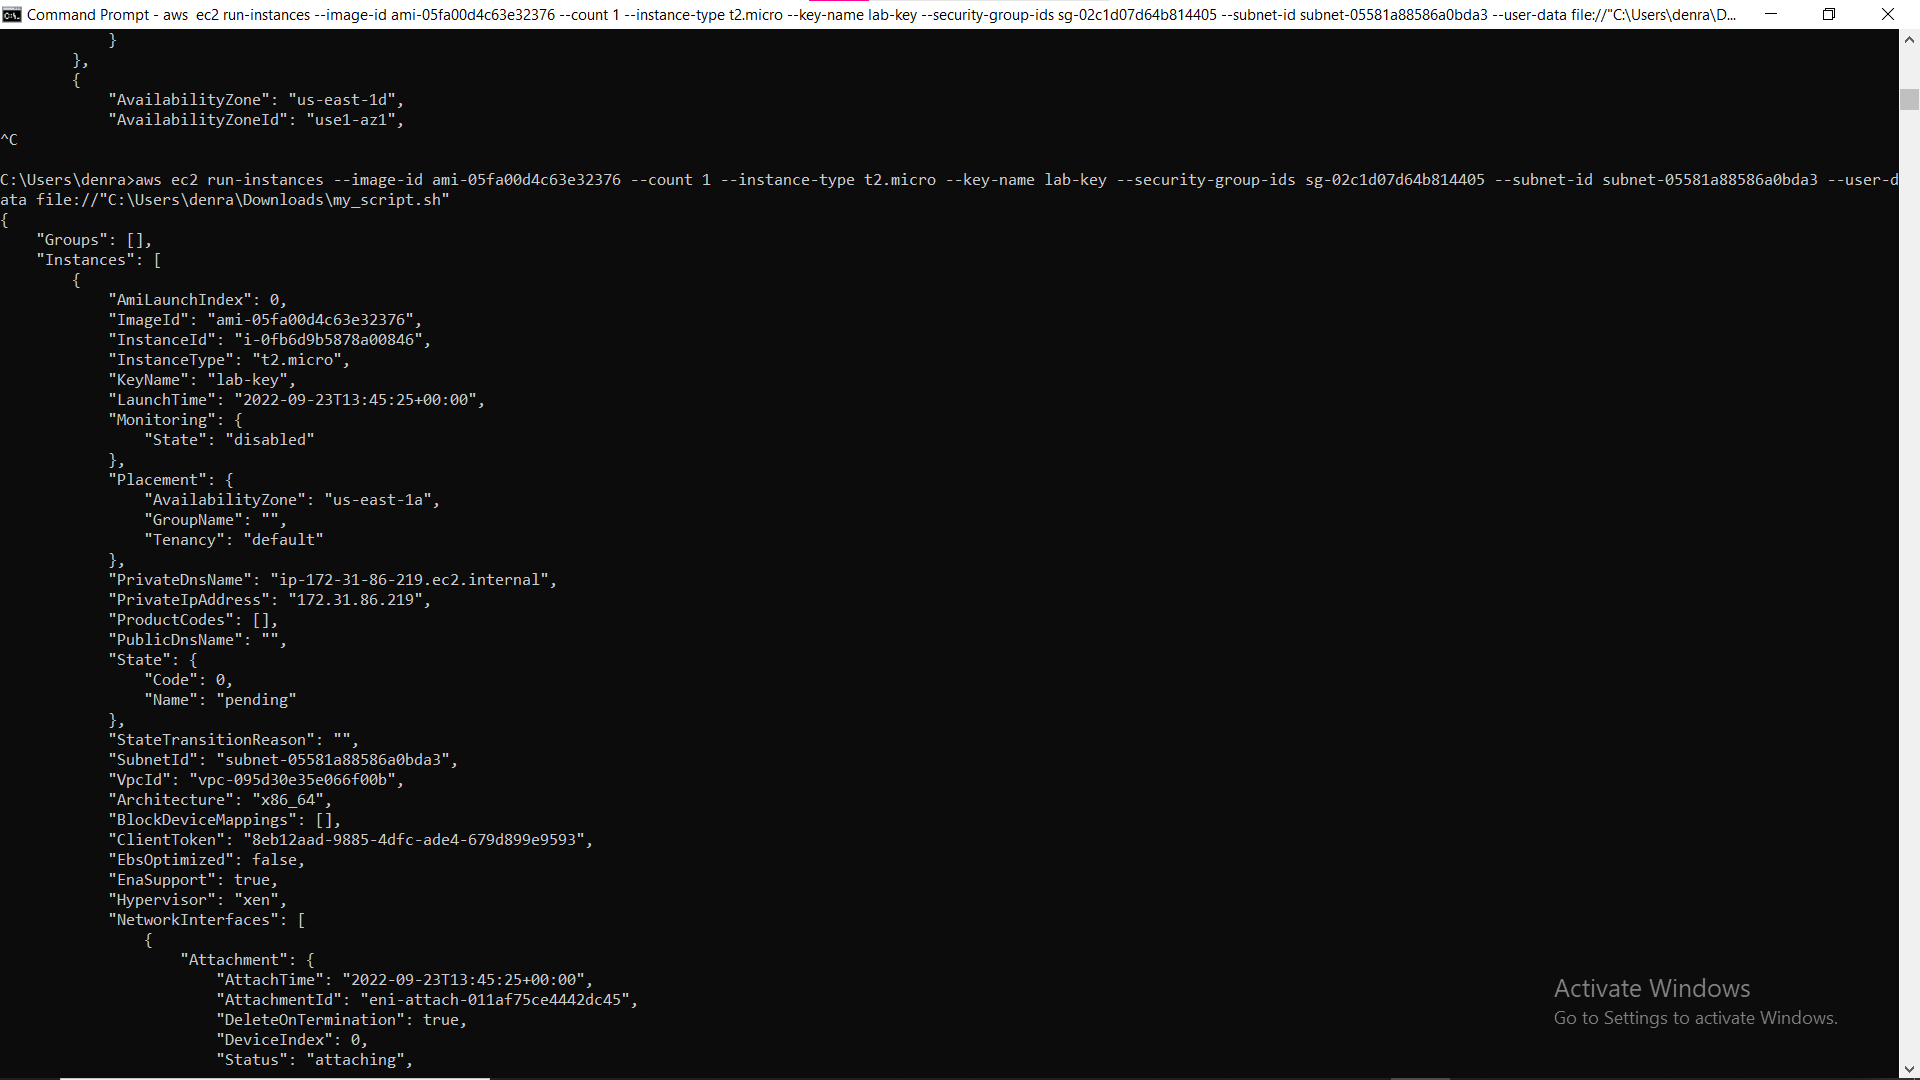 Command Prompt - aws  ec2 run-instances --image-id ami-05fa00d4c63e32376 --count 1 --instance-type t2.micro --key-name lab-key --security-group-ids sg-02c1d07d64b814405 --subnet-id subnet-05581a88586a0bda3 --user-data file://"C:\Users\denra\D...
            }
        },
        {
            "AvailabilityZone": "us-east-1d",
            "AvailabilityZoneId": "use1-az1",
^C
C:\Users\denra>aws ec2 run-instances --image-id ami-05fa00d4c63e32376 --count 1 --instance-type t2.micro --key-name lab-key --security-group-ids sg-02c1d07d64b814405 --subnet-id subnet-05581a88586a0bda3 --user-d
ata file://"C:\Users\denra\Downloads\my_script.sh"
{
    "Groups": [],
    "Instances": [
        {
            "AmiLaunchIndex": 0,
            "ImageId": "ami-05fa00d4c63e32376",
            "InstanceId": "i-0fb6d9b5878a00846",
            "InstanceType": "t2.micro",
            "KeyName": "lab-key",
            "LaunchTime": "2022-09-23T13:45:25+00:00",
            "Monitoring": {
                "State": "disabled"
            },
            "Placement": {
                "AvailabilityZone": "us-east-1a",
                "GroupName": "",
                "Tenancy": "default"
            },
            "PrivateDnsName": "ip-172-31-86-219.ec2.internal",
            "PrivateIpAddress": "172.31.86.219",
            "ProductCodes": [],
            "PublicDnsName": "",
            "State": {
                "Code": 0,
                "Name": "pending"
            },
            "StateTransitionReason": "",
            "SubnetId": "subnet-05581a88586a0bda3",
            "VpcId": "vpc-095d30e35e066f00b",
            "Architecture": "x86_64",
            "BlockDeviceMappings": [],
            "ClientToken": "8eb12aad-9885-4dfc-ade4-679d899e9593",
            "EbsOptimized": false,
            "EnaSupport": true,
            "Hypervisor": "xen",
            "NetworkInterfaces": [
                {
                    "Attachment": {
                        "AttachTime": "2022-09-23T13:45:25+00:00",
                        "AttachmentId": "eni-attach-011af75ce4442dc45",
                        "DeleteOnTermination": true,
                        "DeviceIndex": 0,
                        "Status": "attaching",
Activate Windows
Go to Settings to activate Windows.